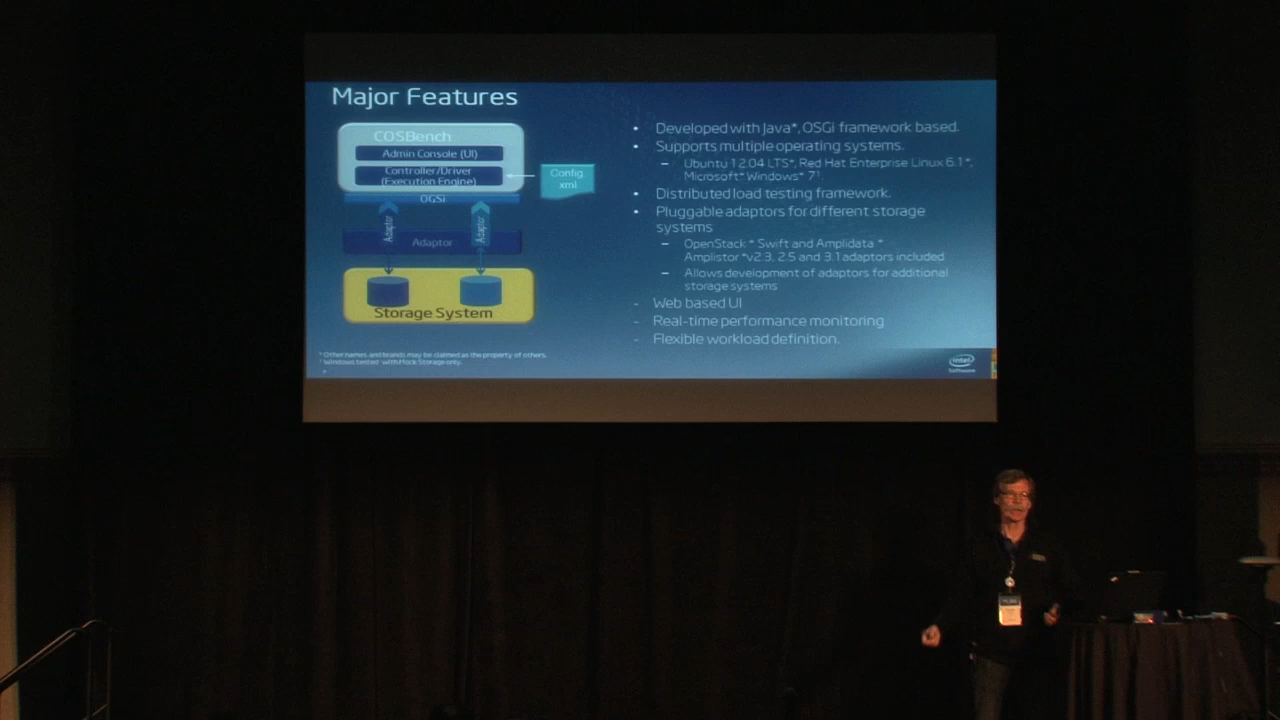 Major Features
COSBench
Admin Console (UI)
Controller/Driver
(Execution Engine)
Config.
xml
OGSi
Adaptor
Adaptor
Adaptor
Storage System
• Developed with Java*, OSGi framework based.
• Supports multiple operating systems.
– Ubuntu 12.04 LTS*, Red Hat Enterprise Linux 6.1*,
Microsoft* Windows* 7¹.
• Distributed load testing framework.
• Pluggable adaptors for different storage
systems
– OpenStack * Swift and Amplidata *
Amplistor *v2.3, 2.5 and 3.1 adaptors included
– Allows development of adaptors for additional
storage systems
- Web based UI
- Real-time performance monitoring
- Flexible workload definition.
* Other names and brands may be claimed as the property of others.
¹ Windows tested with Mock Storage only.
intel
Software